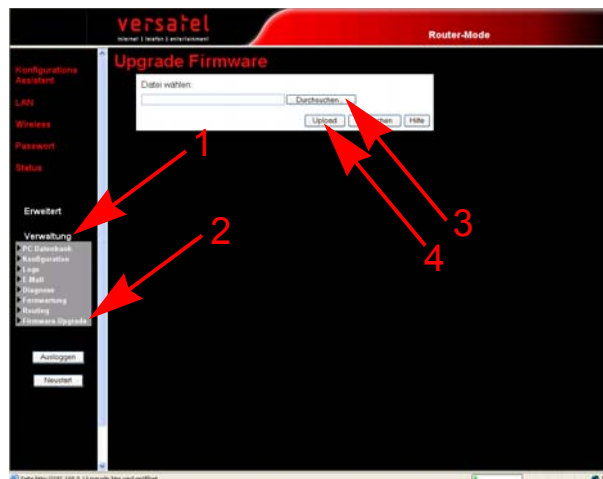 versatel
internet | telefon | entertainment
Router-Mode
Konfigurations
Assistent
LAN
Wireless
Passwort
Status
Erweitert
Verwaltung
PC Datenbank
Konfiguration
Logs
E-Mail
Diagnose
Fernwartung
Routing
Firmware Upgrade
Ausloggen
Neustart
Upgrade Firmware
Datei wählen:
Durchsuchen...
Upload
Hilfe
1
2
3
4